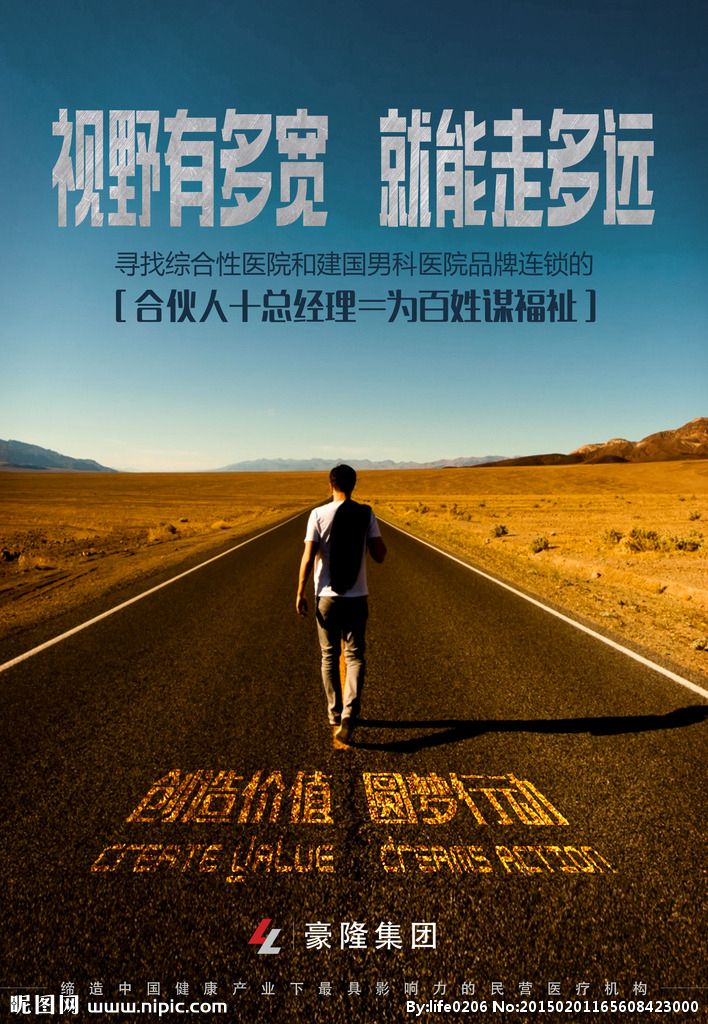 视野有多宽 就能走多远
寻找综合性医院和建国男科医院品牌连锁的
[ 合伙人十总经理=为百姓谋福祉 ]
创造价值 圆梦行动
CREATE VALUE dreams ACTION
豪隆集团
缔造中国健康产业下最具影响力的民营医疗机构
昵图网 www.nipic.com
By:life0206 No:20150201165608423000